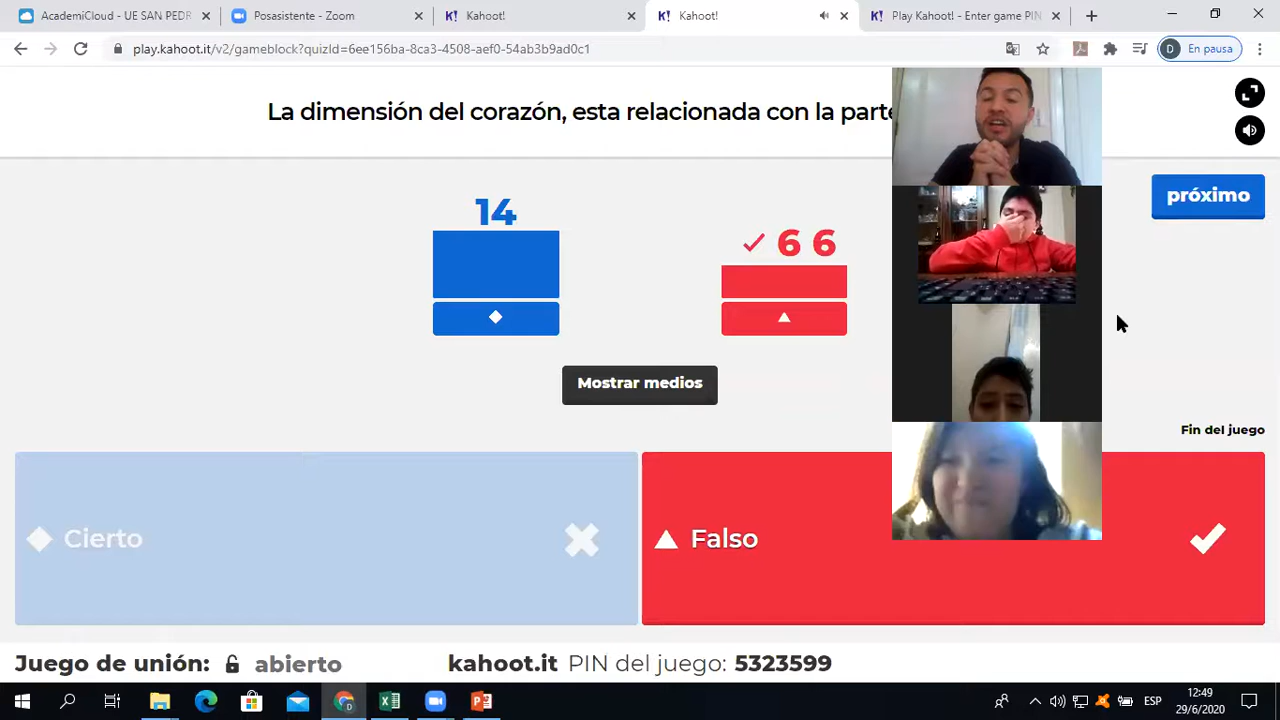 AcademiCloud - UE SAN PEDR
Posasistente - Zoom
Kahoot!
Kahoot!
Play Kahoot! - Enter game PIN
play.kahoot.it/v2/gameblock?quizId=6ee156ba-8ca3-4508-aef0-54ab3b9ad0c1
D En pausa
La dimensión del corazón, esta relacionada con la parte
próximo
14
6 6
Mostrar medios
Fin del juego
Cierto
Falso
Juego de unión: abierto
kahoot.it PIN del juego: 5323599
ESP
12:49
29/6/2020